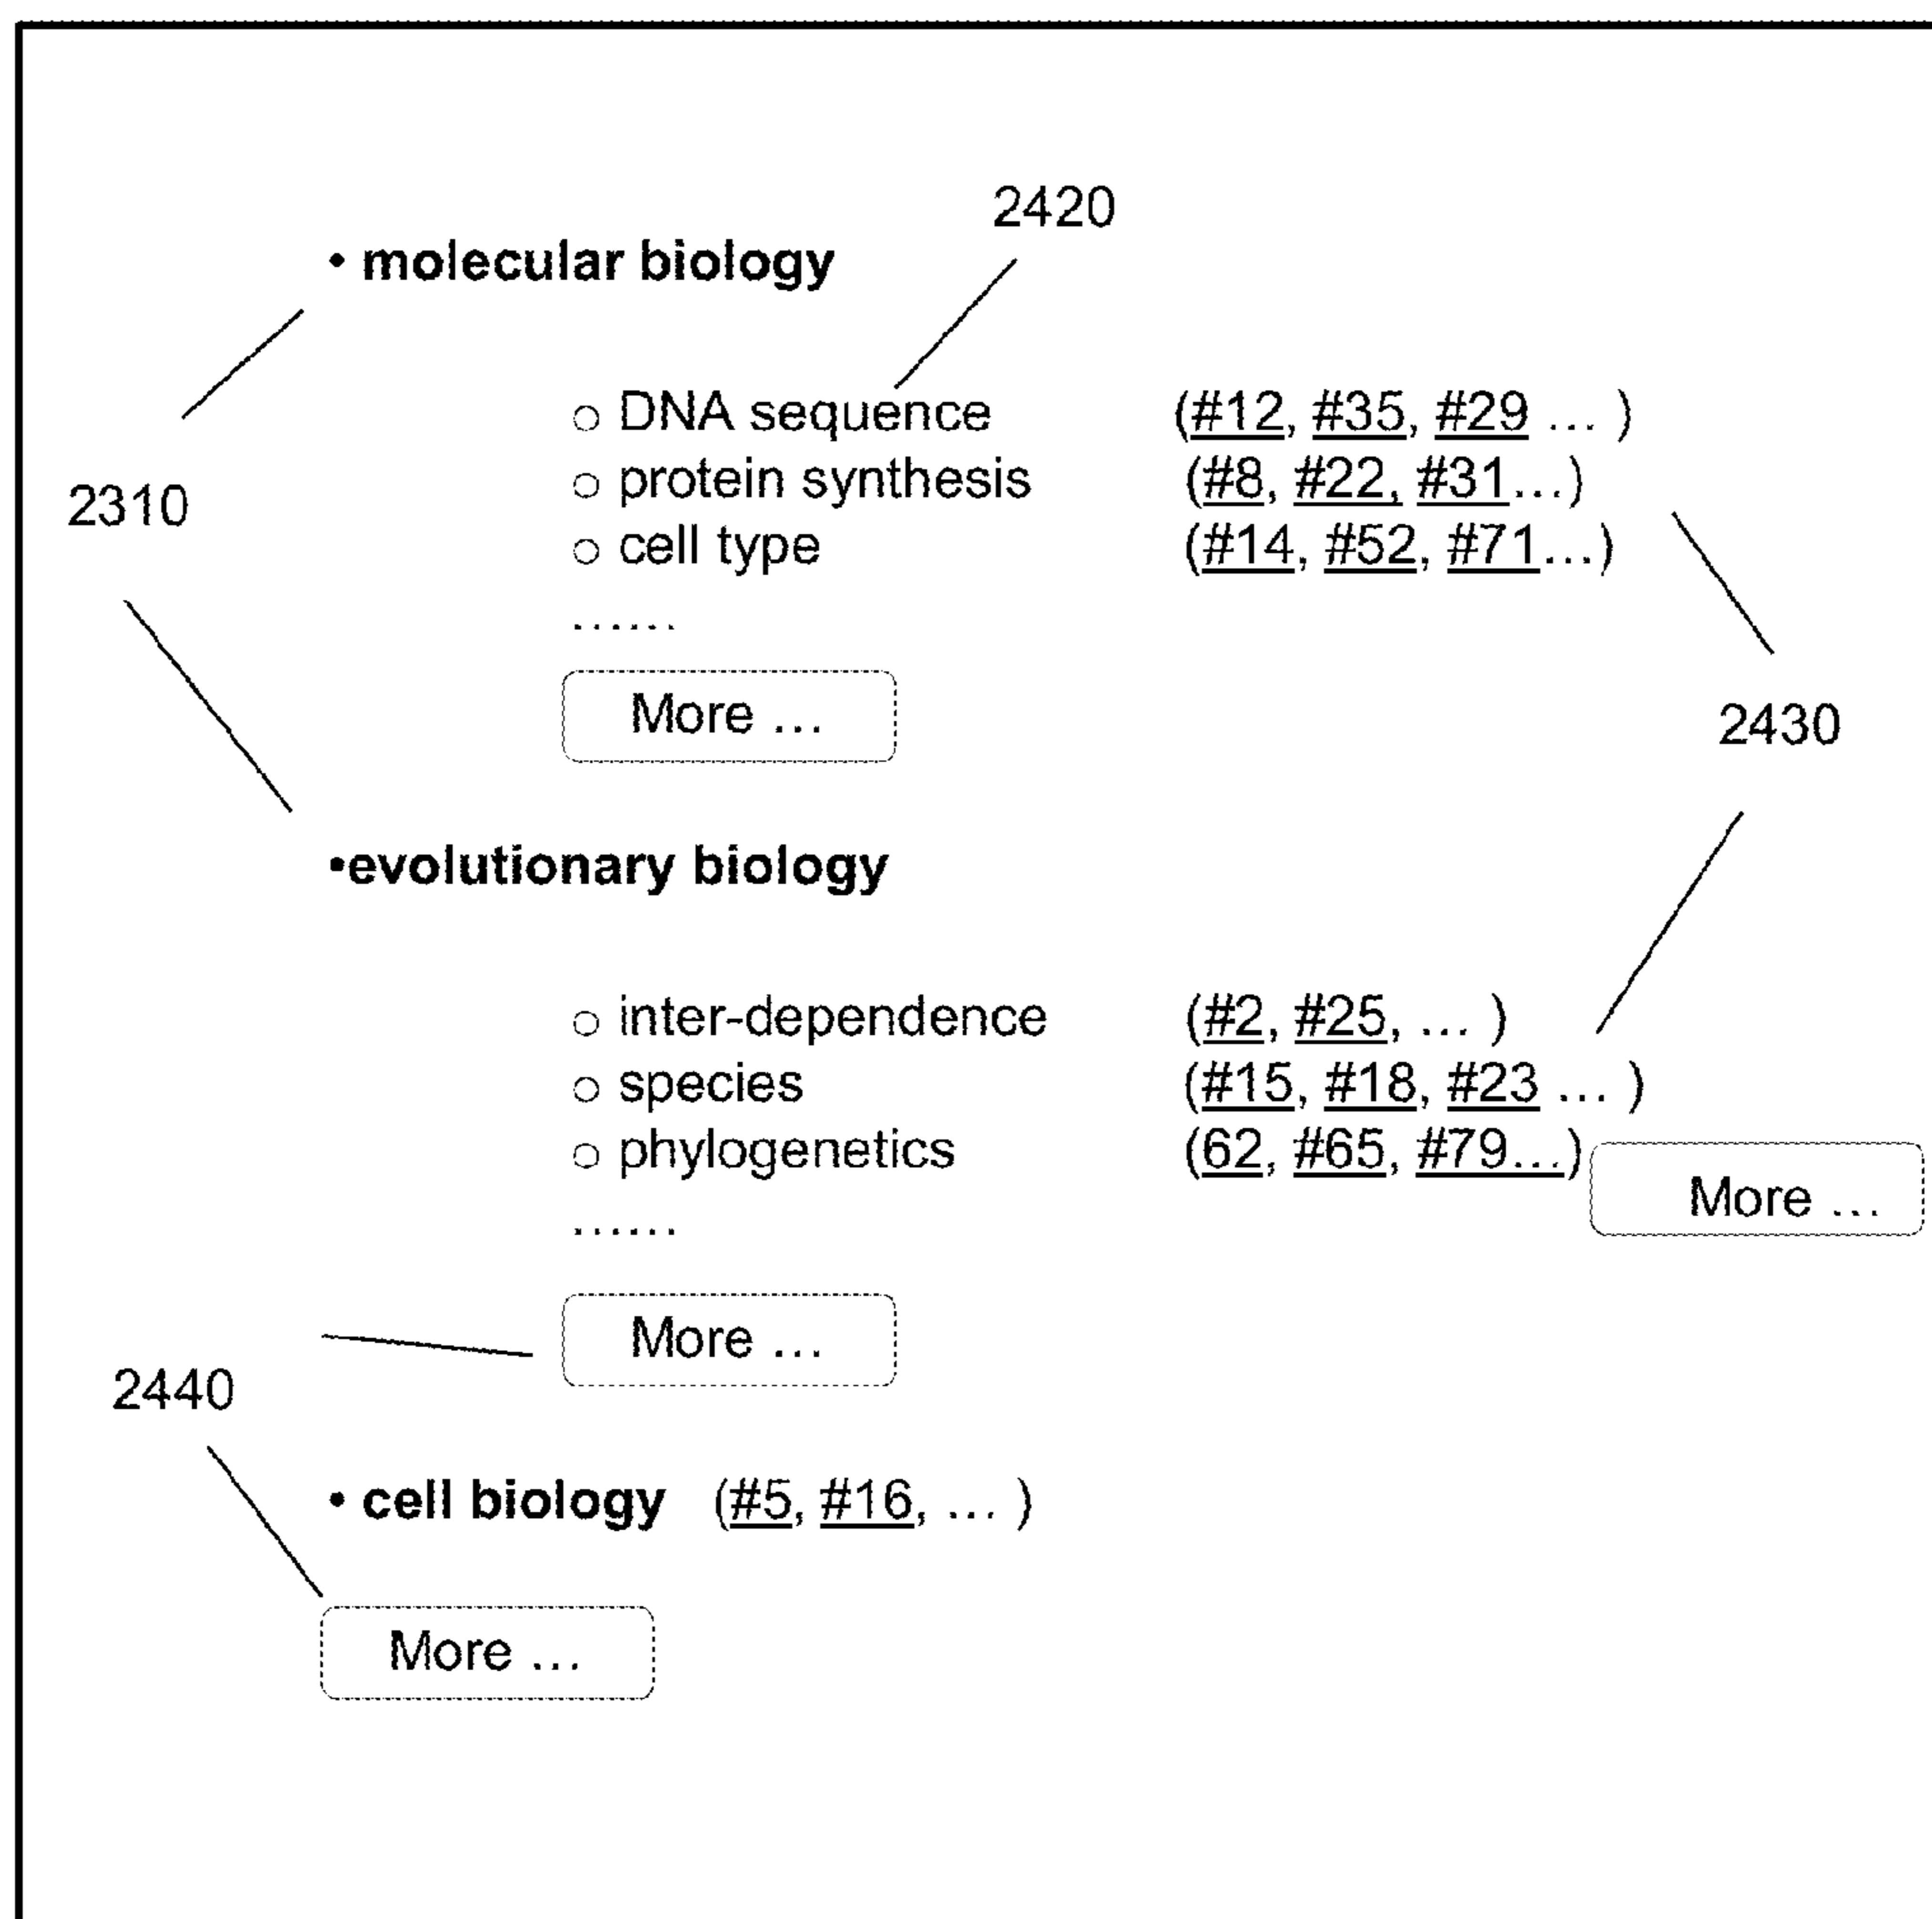 2420
• molecular biology
○ DNA sequence (#12, #35, #29 ... )
2310
○ protein synthesis (#8, #22, #31...)
○ cell type (#14, #52, #71...)
......
More ...
2430
•evolutionary biology
○ inter-dependence (#2, #25, ... )
○ species (#15, #18, #23 ... )
○ phylogenetics (62, #65, #79...)
More ...
......
More ...
2440
• cell biology (#5, #16, ... )
More ...